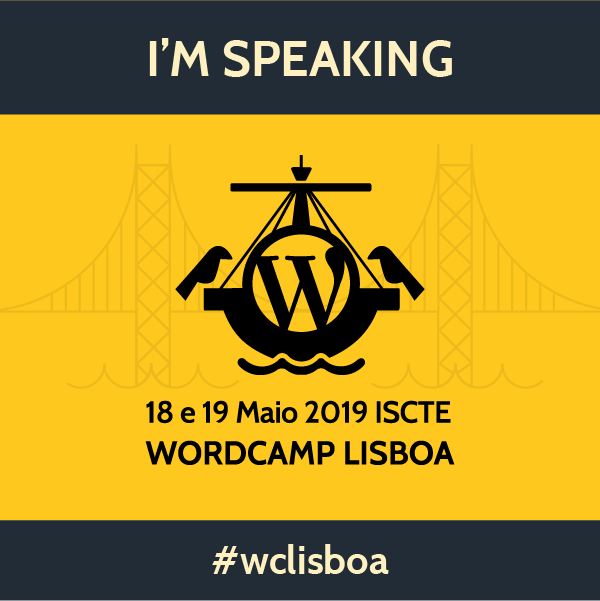 I’M SPEAKING
W
18 e 19 Maio 2019 ISCTE
WORDCAMP LISBOA
#wclisboa